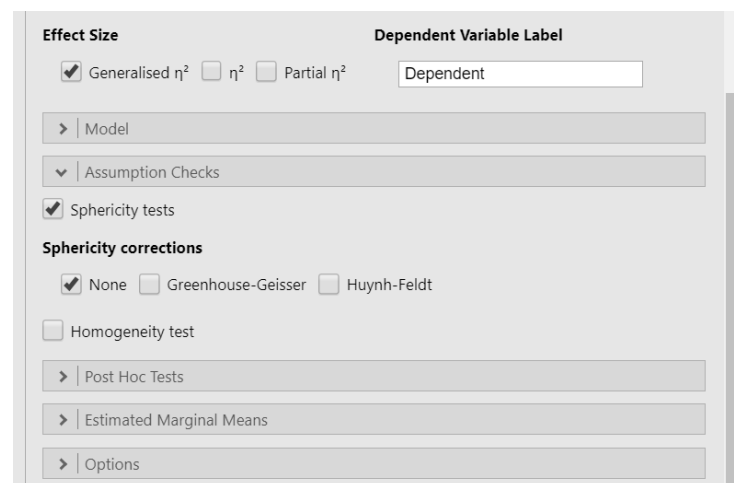 Effect Size Dependent Variable Label
Generalised η² η² Partial η² Dependent
Model
Assumption Checks
Sphericity tests
Sphericity corrections
None Greenhouse-Geisser Huynh-Feldt
Homogeneity test
Post Hoc Tests
Estimated Marginal Means
Options